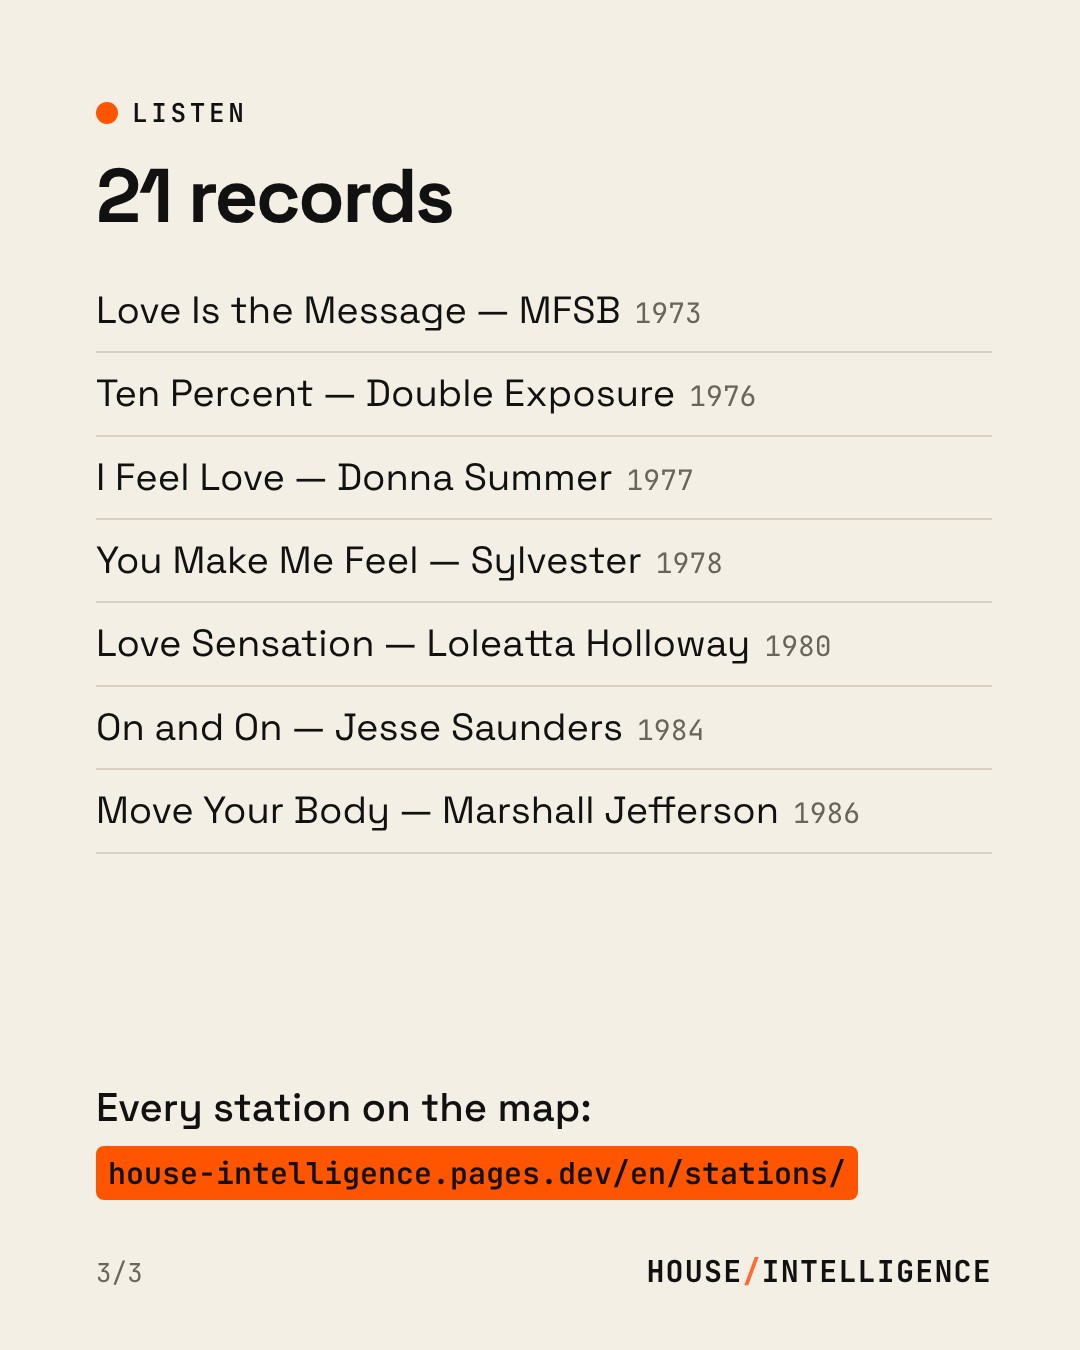 LISTEN
21 records
Love Is the Message — MFSB 1973
Ten Percent — Double Exposure 1976
I Feel Love — Donna Summer 1977
You Make Me Feel — Sylvester 1978
Love Sensation — Loleatta Holloway 1980
On and On — Jesse Saunders 1984
Move Your Body — Marshall Jefferson 1986
Every station on the map:
house-intelligence.pages.dev/en/stations/
3/3 HOUSE/INTELLIGENCE